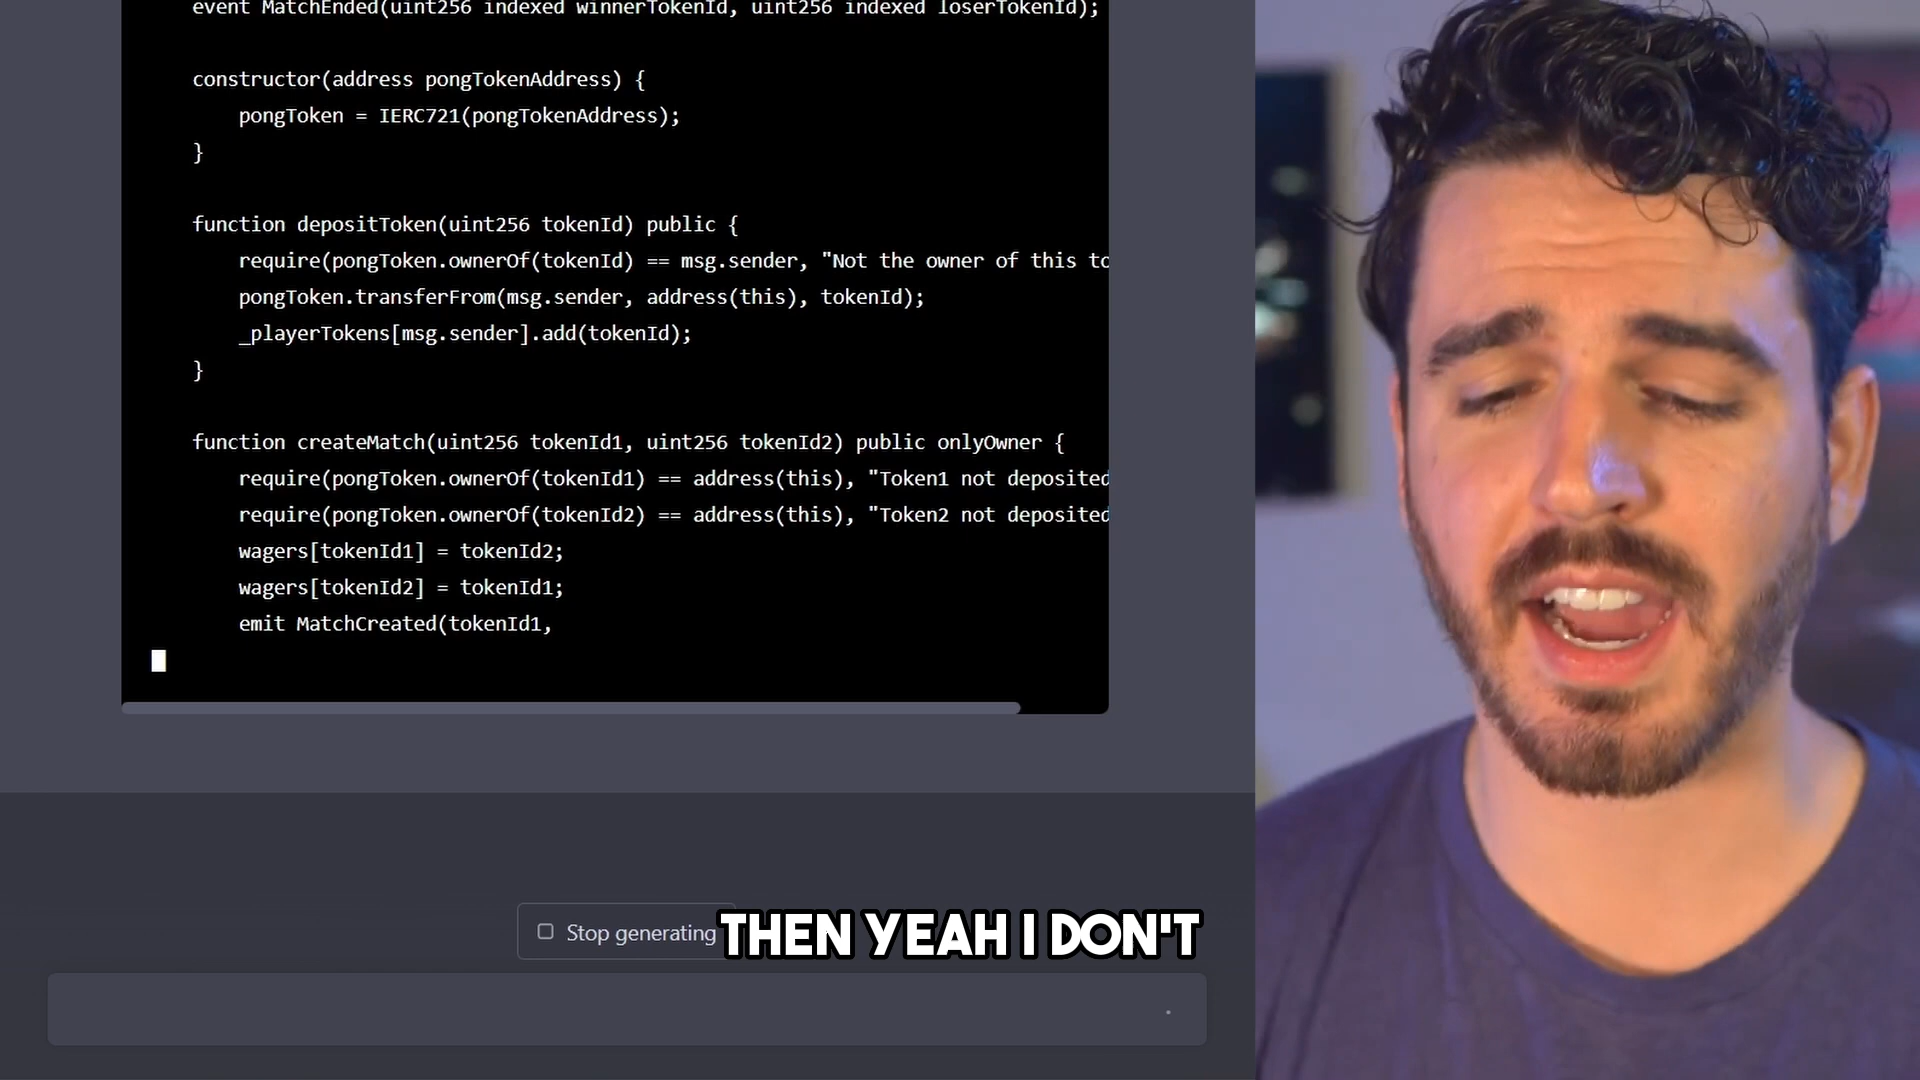 event MatchEnded(uint256 indexed winnerTokenId, uint256 indexed loserTokenId);
constructor(address pongTokenAddress) {
pongToken = IERC721(pongTokenAddress);
}
function depositToken(uint256 tokenId) public {
require(pongToken.ownerOf(tokenId) == msg.sender, "Not the owner of this to
pongToken.transferFrom(msg.sender, address(this), tokenId);
_playerTokens[msg.sender].add(tokenId);
}
function createMatch(uint256 tokenId1, uint256 tokenId2) public onlyOwner {
require(pongToken.ownerOf(tokenId1) == address(this), "Token1 not deposited
require(pongToken.ownerOf(tokenId2) == address(this), "Token2 not deposited
wagers[tokenId1] = tokenId2;
wagers[tokenId2] = tokenId1;
emit MatchCreated(tokenId1,
Stop generating
THEN YEAH I DON'T